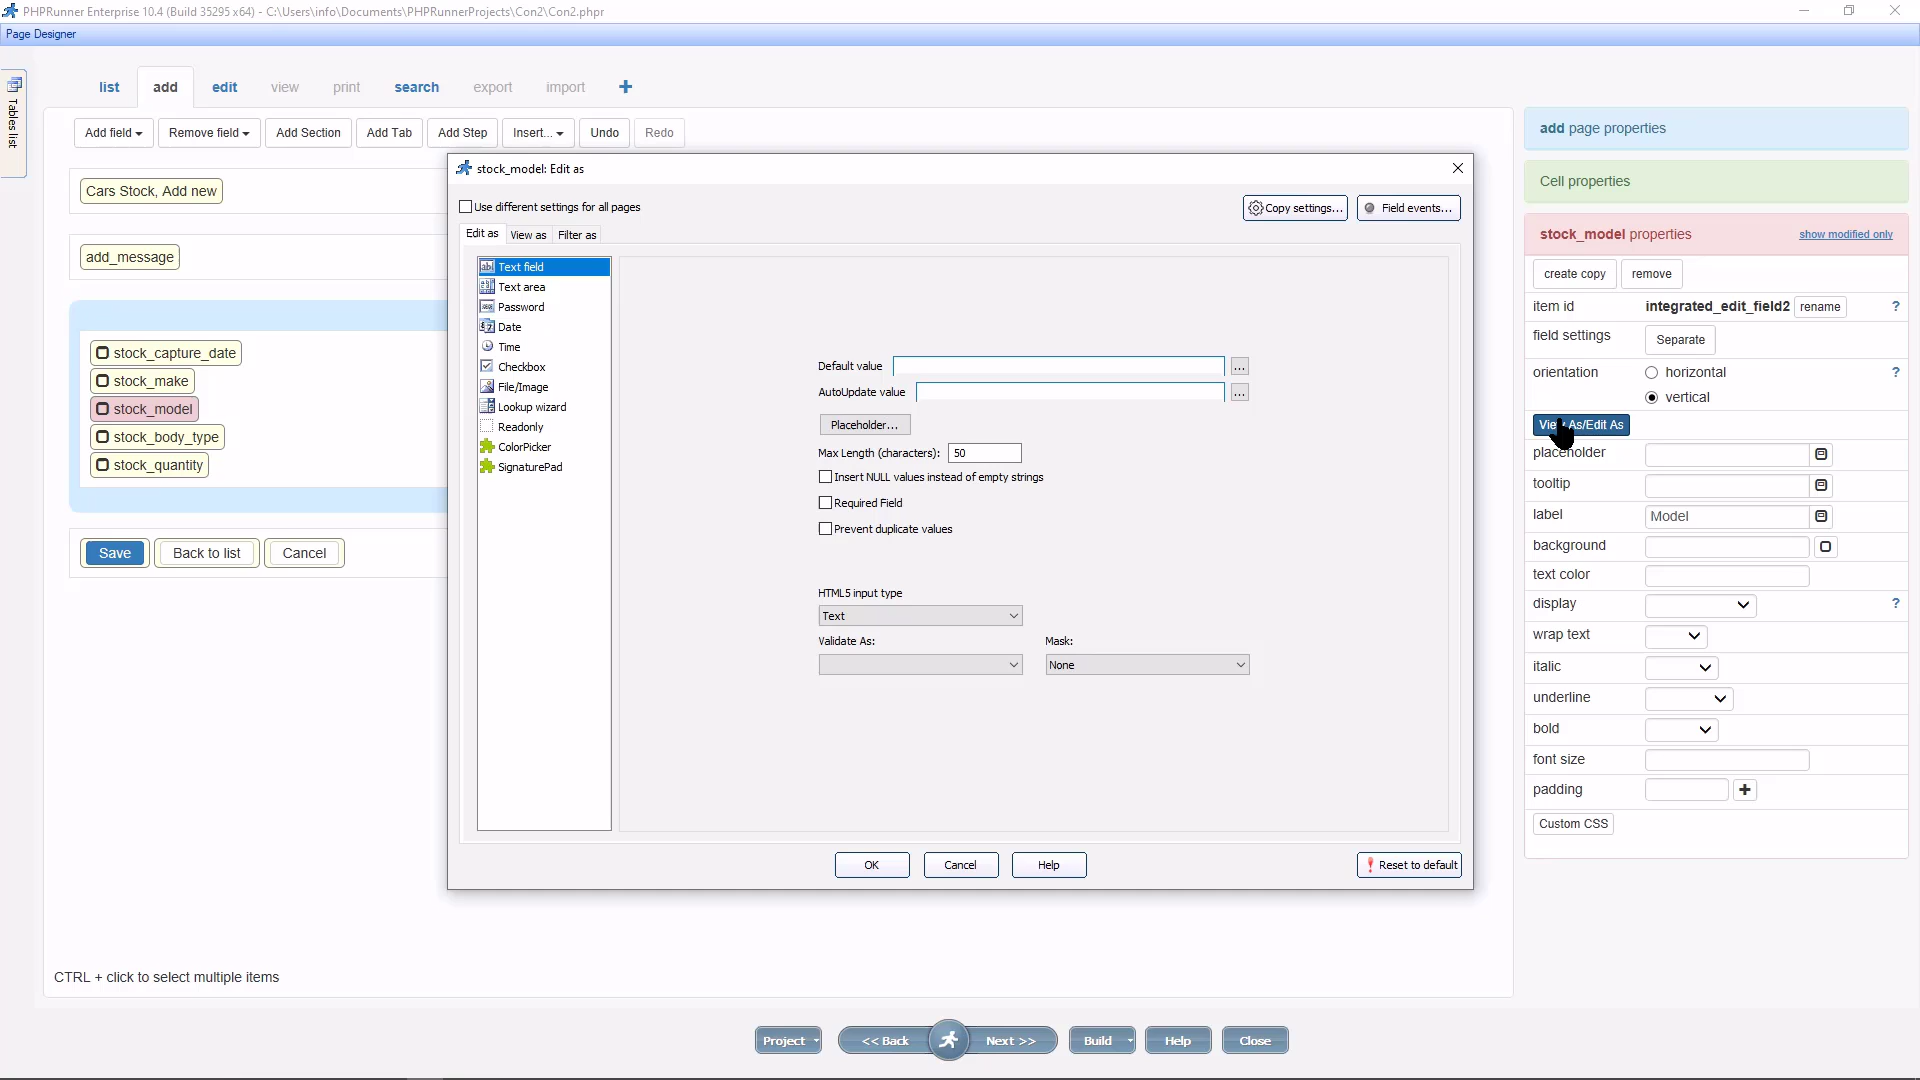 PHPRunner Enterprise 10.4 (Build 35295 x64) - C:\Users\info\Documents\PHPRunnerProjects\Con2\Con2.phpr
Page Designer
Tables list
list add edit view print search export import
Add field Remove field Add Section Add Tab Add Step Insert... Undo Redo
Cars Stock, Add new
add_message
stock_capture_date
stock_make
stock_model
stock_body_type
stock_quantity
Save Back to list Cancel
CTRL + click to select multiple items
stock_model: Edit as
Use different settings for all pages
Copy settings... Field events...
Edit as View as Filter as
Text field
Text area
Password
Date
Time
Checkbox
File/Image
Lookup wizard
Readonly
ColorPicker
SignaturePad
Default value ...
AutoUpdate value ...
Placeholder...
Max Length (characters): 50
Insert NULL values instead of empty strings
Required Field
Prevent duplicate values
HTML5 input type
Text
Validate As: Mask:
None
OK Cancel Help Reset to default
add page properties
Cell properties
stock_model properties show modified only
create copy remove
item id integrated_edit_field2 rename ?
field settings Separate
orientation horizontal ?
vertical
View As/Edit As
placeholder
tooltip
label Model
background
text color
display ?
wrap text
italic
underline
bold
font size
padding
Custom CSS
Project << Back Next >> Build Help Close